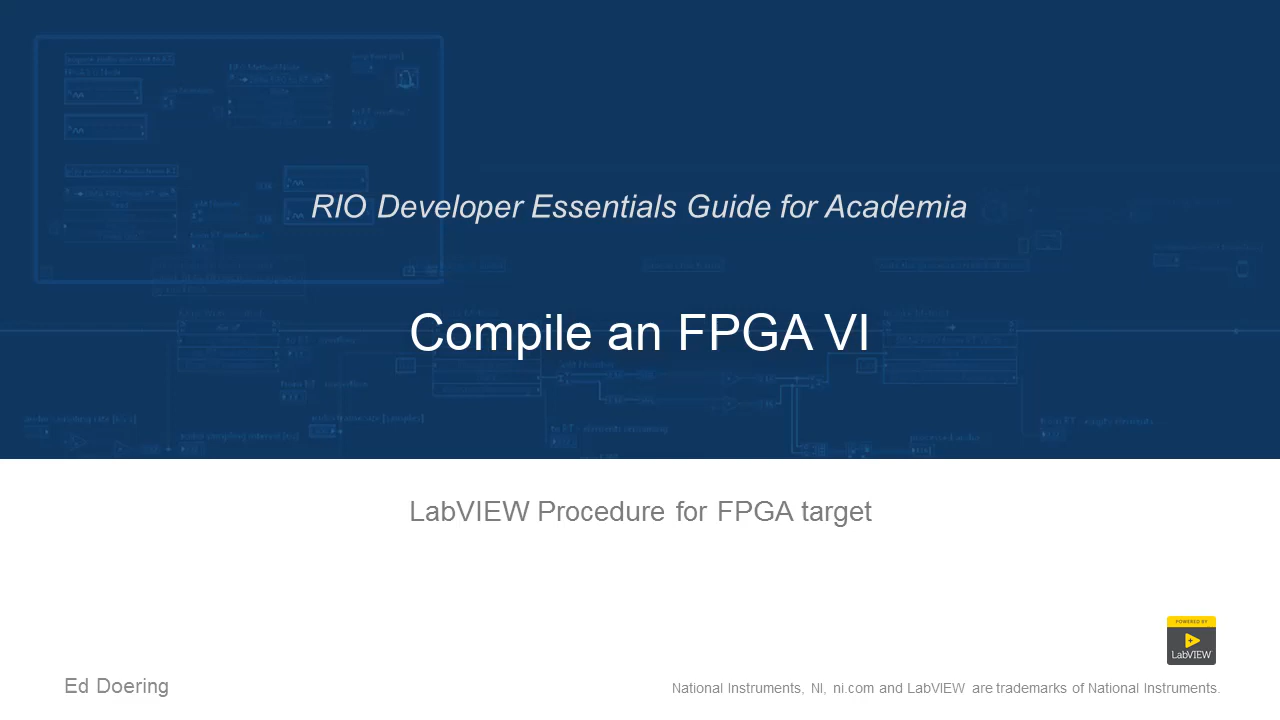 RIO Developer Essentials Guide for Academia
Compile an FPGA VI
LabVIEW Procedure for FPGA target
POWERED BY
LabVIEW
Ed Doering
National Instruments, NI, ni.com and LabVIEW are trademarks of National Instruments.